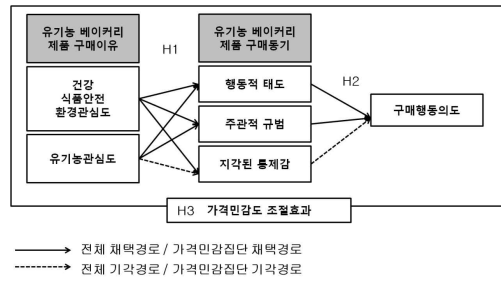 유기농 베이커리
제품 구매이유
H1
유기농 베이커리
제품 구매동기
건강
식품안전
환경관심도
유기농관심도
행동적 태도
주관적 규범
지각된 통제감
H2
구매행동의도
H3 가격민감도 조절효과
전체 채택경로 / 가격민감집단 채택경로
전체 기각경로 / 가격민감집단 기각경로